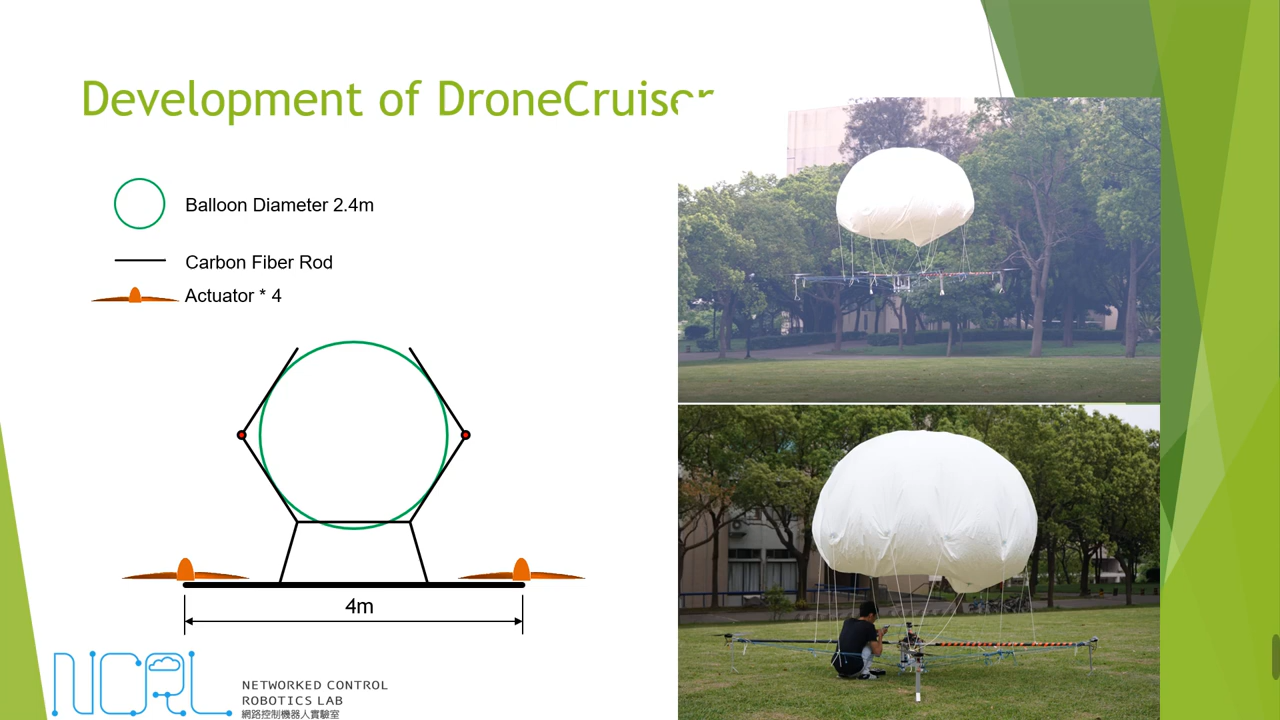 Development of DroneCruiser
Balloon Diameter 2.4m
Carbon Fiber Rod
Actuator * 4
4m
NCRL
NETWORKED CONTROL
ROBOTICS LAB
網路控制機器人實驗室